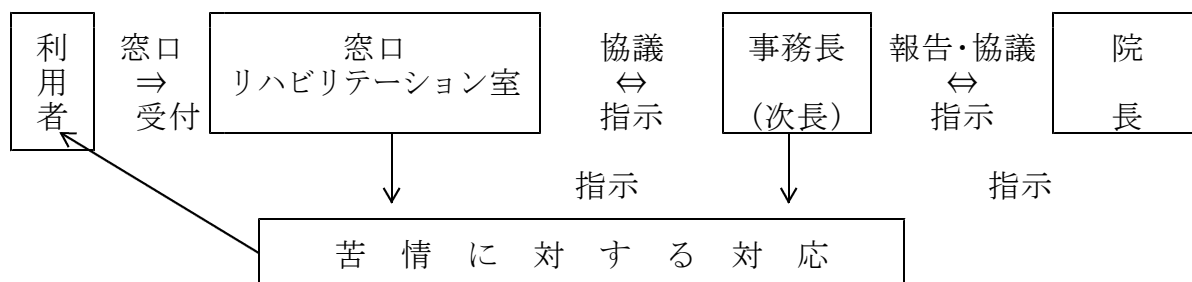 利用者
窓口
⇒
受付
窓口
リハビリテーション室
協議
⇔
指示
事務長
(次長)
報告・協議
⇔
指示
院長
指示
指示
苦情に対する対応